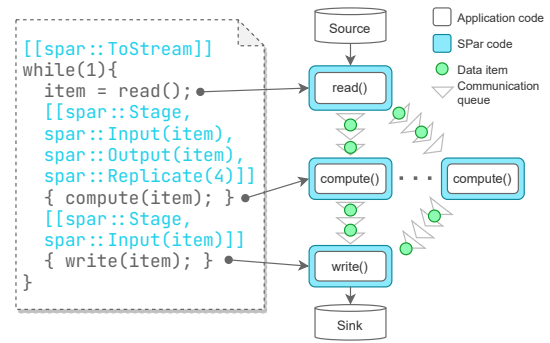 [[spar::ToStream]]
while(1){
item = read();
[[spar::Stage,
spar::Input(item),
spar::Output(item),
spar::Replicate(4)]]
{ compute(item); }
[[spar::Stage,
spar::Input(item)]]
{ write(item); }
}
Source
read()
compute()
...
compute()
write()
Sink
Application code
SPar code
Data item
Communication
queue